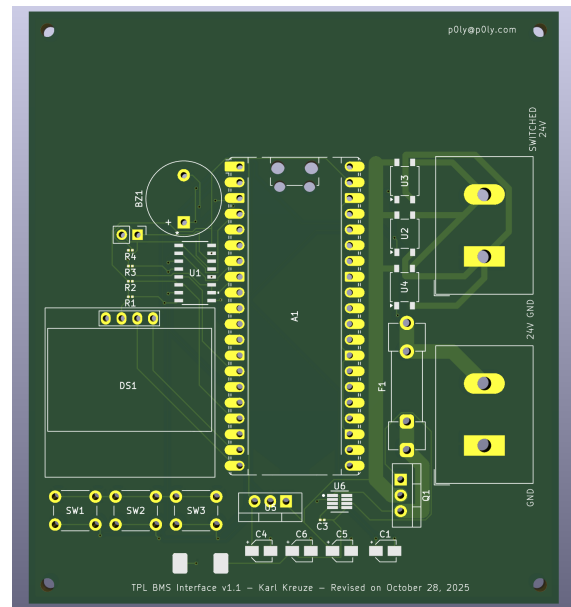 p0ly@p0ly.com
SWITCHED
24V
U3
BZ1
+
U2
R4
R3
U1
R2
U4
R1
24V GND
A1
DS1
F1
U6
Q1
U5
SW1
SW2
SW3
C3
GND
C4
C6
C5
C1
TPL BMS Interface v1.1 – Karl Kreuze – Revised on October 28, 2025